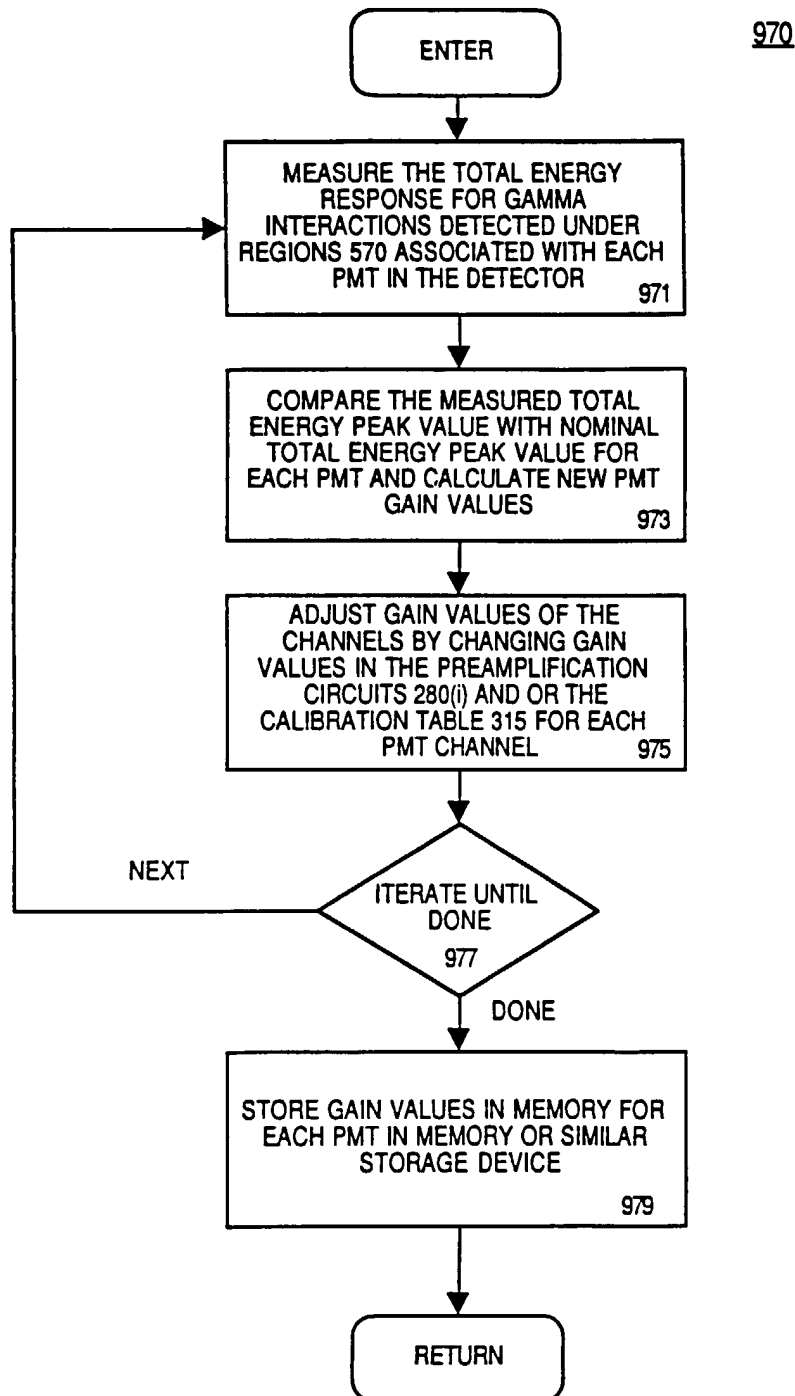 970
ENTER
MEASURE THE TOTAL ENERGY
RESPONSE FOR GAMMA
INTERACTIONS DETECTED UNDER
REGIONS 570 ASSOCIATED WITH EACH
PMT IN THE DETECTOR
971
COMPARE THE MEASURED TOTAL
ENERGY PEAK VALUE WITH NOMINAL
TOTAL ENERGY PEAK VALUE FOR
EACH PMT AND CALCULATE NEW PMT
GAIN VALUES
973
ADJUST GAIN VALUES OF THE
CHANNELS BY CHANGING GAIN
VALUES IN THE PREAMPLIFICATION
CIRCUITS 280(i) AND OR THE
CALIBRATION TABLE 315 FOR EACH
PMT CHANNEL
975
NEXT
ITERATE UNTIL
DONE
977
DONE
STORE GAIN VALUES IN MEMORY FOR
EACH PMT IN MEMORY OR SIMILAR
STORAGE DEVICE
979
RETURN